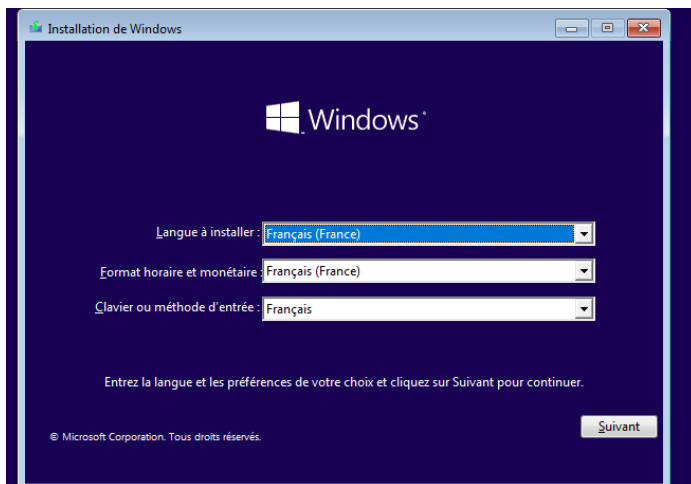 Installation de Windows
Windows
Langue à installer : Français (France)
Format horaire et monétaire : Français (France)
Clavier ou méthode d'entrée : Français
Entrez la langue et les préférences de votre choix et cliquez sur Suivant pour continuer.
Suivant
© Microsoft Corporation. Tous droits réservés.